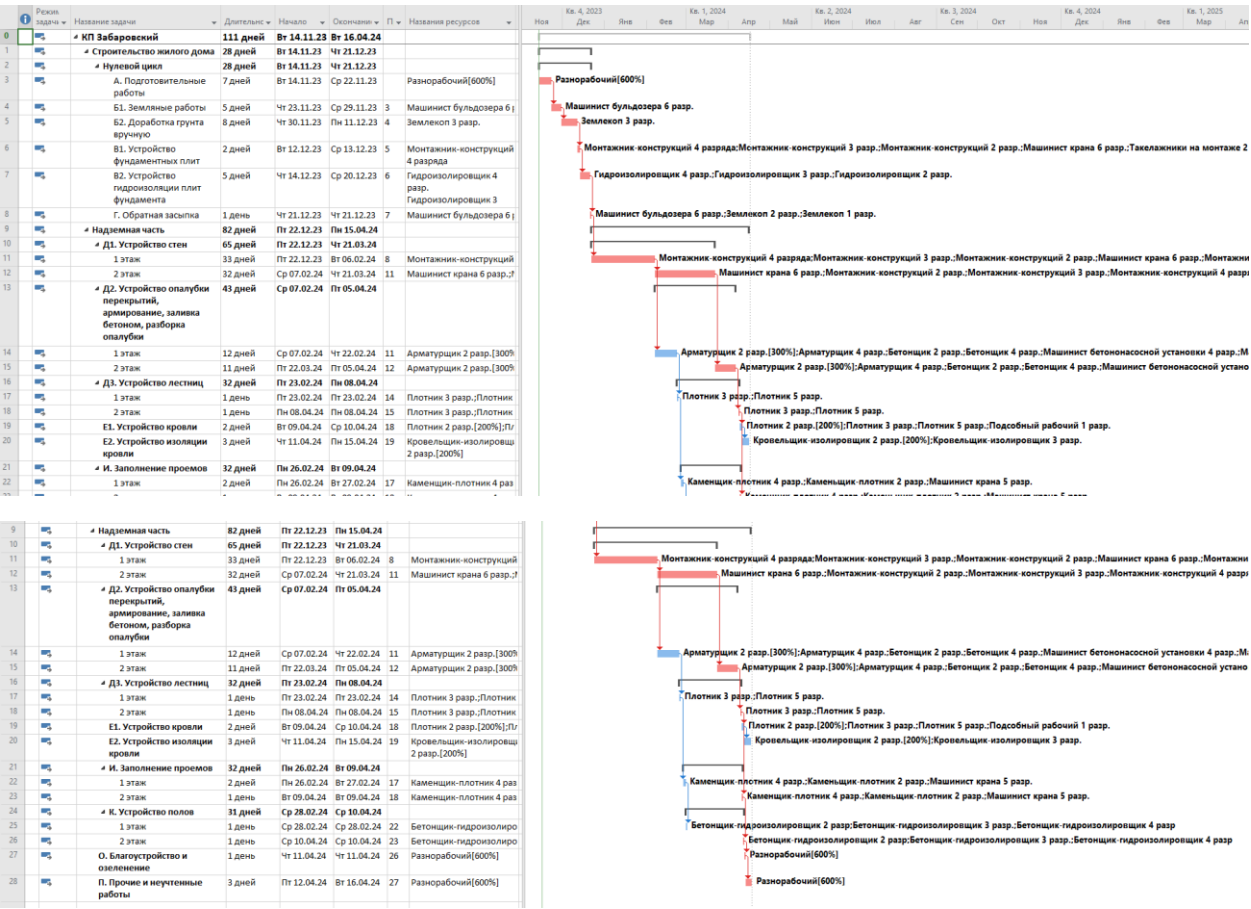 Режим задачи Название задачи Длительнс Начало Окончани П Названия ресурсов
Кв. 4, 2023 Кв. 1, 2024 Кв. 2, 2024 Кв. 3, 2024 Кв. 4, 2024 Кв. 1, 2025
Ноя Дек Янв Фев Мар Апр Май Июн Июл Авг Сен Окт Ноя Дек Янв Фев Мар Ап
0 КП Забаровский 111 дней Вт 14.11.23 Вт 16.04.24
1 Строительство жилого дома 28 дней Вт 14.11.23 Чт 21.12.23
2 Нулевой цикл 28 дней Вт 14.11.23 Чт 21.12.23
3 А. Подготовительные работы 7 дней Вт 14.11.23 Ср 22.11.23 Разнорабочий[600%]
Разнорабочий[600%]
4 Б1. Земляные работы 5 дней Чт 23.11.23 Ср 29.11.23 3 Машинист бульдозера 6 р
Машинист бульдозера 6 разр.
5 Б2. Доработка грунта вручную 8 дней Чт 30.11.23 Пн 11.12.23 4 Землекоп 3 разр.
Землекоп 3 разр.
6 В1. Устройство фундаментных плит 2 дней Вт 12.12.23 Ср 13.12.23 5 Монтажник-конструкций 4 разряда
Монтажник-конструкций 4 разряда;Монтажник-конструкций 3 разр.;Монтажник-конструкций 2 разр.;Машинист крана 6 разр.;Такелажники на монтаже 2
7 В2. Устройство гидроизоляции плит фундамента 5 дней Чт 14.12.23 Ср 20.12.23 6 Гидроизолировщик 4 разр. Гидроизолировщик 3
Гидроизолировщик 4 разр.;Гидроизолировщик 3 разр.;Гидроизолировщик 2 разр.
8 Г. Обратная засыпка 1 день Чт 21.12.23 Чт 21.12.23 7 Машинист бульдозера 6 р
Машинист бульдозера 6 разр.;Землекоп 2 разр.;Землекоп 1 разр.
9 Надземная часть 82 дней Пт 22.12.23 Пн 15.04.24
10 Д1. Устройство стен 65 дней Пт 22.12.23 Чт 21.03.24
11 1 этаж 33 дней Пт 22.12.23 Вт 06.02.24 8 Монтажник-конструкций
Монтажник-конструкций 4 разряда;Монтажник-конструкций 3 разр.;Монтажник-конструкций 2 разр.;Машинист крана 6 разр.;Монтажни
12 2 этаж 32 дней Ср 07.02.24 Чт 21.03.24 11 Машинист крана 6 разр.;М
Машинист крана 6 разр.;Монтажник-конструкций 2 разр.;Монтажник-конструкций 3 разр.;Монтажник-конструкций 4 разря
13 Д2. Устройство опалубки перекрытий, армирование, заливка бетоном, разборка опалубки 43 дней Ср 07.02.24 Пт 05.04.24
14 1 этаж 12 дней Ср 07.02.24 Чт 22.02.24 11 Арматурщик 2 разр.[300%
Арматурщик 2 разр.[300%];Арматурщик 4 разр.;Бетонщик 2 разр.;Бетонщик 4 разр.;Машинист бетононасосной установки 4 разр.;Ма
15 2 этаж 11 дней Пт 22.03.24 Пт 05.04.24 12 Арматурщик 2 разр.[300%
Арматурщик 2 разр.[300%];Арматурщик 4 разр.;Бетонщик 2 разр.;Бетонщик 4 разр.;Машинист бетононасосной устано
16 Д3. Устройство лестниц 32 дней Пт 23.02.24 Пн 08.04.24
17 1 этаж 1 день Пт 23.02.24 Пт 23.02.24 14 Плотник 3 разр.;Плотник
Плотник 3 разр.;Плотник 5 разр.
18 2 этаж 1 день Пн 08.04.24 Пн 08.04.24 15 Плотник 3 разр.;Плотник
Плотник 3 разр.;Плотник 5 разр.
19 Е1. Устройство кровли 2 дней Вт 09.04.24 Ср 10.04.24 18 Плотник 2 разр.[200%];Пл
Плотник 2 разр.[200%];Плотник 3 разр.;Плотник 5 разр.;Подсобный рабочий 1 разр.
20 Е2. Устройство изоляции кровли 3 дней Чт 11.04.24 Пн 15.04.24 19 Кровельщик-изолировщи 2 разр.[200%]
Кровельщик-изолировщик 2 разр.[200%];Кровельщик-изолировщик 3 разр.
21 И. Заполнение проемов 32 дней Пн 26.02.24 Вт 09.04.24
22 1 этаж 2 дней Пн 26.02.24 Вт 27.02.24 17 Каменщик-плотник 4 раз
Каменщик-плотник 4 разр.;Каменьщик-плотник 2 разр.;Машинист крана 5 разр.
9 Надземная часть 82 дней Пт 22.12.23 Пн 15.04.24
10 Д1. Устройство стен 65 дней Пт 22.12.23 Чт 21.03.24
11 1 этаж 33 дней Пт 22.12.23 Вт 06.02.24 8 Монтажник-конструкций
Монтажник-конструкций 4 разряда;Монтажник-конструкций 3 разр.;Монтажник-конструкций 2 разр.;Машинист крана 6 разр.;Монтажни
12 2 этаж 32 дней Ср 07.02.24 Чт 21.03.24 11 Машинист крана 6 разр.;М
Машинист крана 6 разр.;Монтажник-конструкций 2 разр.;Монтажник-конструкций 3 разр.;Монтажник-конструкций 4 разря
13 Д2. Устройство опалубки перекрытий, армирование, заливка бетоном, разборка опалубки 43 дней Ср 07.02.24 Пт 05.04.24
14 1 этаж 12 дней Ср 07.02.24 Чт 22.02.24 11 Арматурщик 2 разр.[300%
Арматурщик 2 разр.[300%];Арматурщик 4 разр.;Бетонщик 2 разр.;Бетонщик 4 разр.;Машинист бетононасосной установки 4 разр.;Ма
15 2 этаж 11 дней Пт 22.03.24 Пт 05.04.24 12 Арматурщик 2 разр.[300%
Арматурщик 2 разр.[300%];Арматурщик 4 разр.;Бетонщик 2 разр.;Бетонщик 4 разр.;Машинист бетононасосной устано
16 Д3. Устройство лестниц 32 дней Пт 23.02.24 Пн 08.04.24
17 1 этаж 1 день Пт 23.02.24 Пт 23.02.24 14 Плотник 3 разр.;Плотник
Плотник 3 разр.;Плотник 5 разр.
18 2 этаж 1 день Пн 08.04.24 Пн 08.04.24 15 Плотник 3 разр.;Плотник
Плотник 3 разр.;Плотник 5 разр.
19 Е1. Устройство кровли 2 дней Вт 09.04.24 Ср 10.04.24 18 Плотник 2 разр.[200%];Пл
Плотник 2 разр.[200%];Плотник 3 разр.;Плотник 5 разр.;Подсобный рабочий 1 разр.
20 Е2. Устройство изоляции кровли 3 дней Чт 11.04.24 Пн 15.04.24 19 Кровельщик-изолировщи 2 разр.[200%]
Кровельщик-изолировщик 2 разр.[200%];Кровельщик-изолировщик 3 разр.
21 И. Заполнение проемов 32 дней Пн 26.02.24 Вт 09.04.24
22 1 этаж 2 дней Пн 26.02.24 Вт 27.02.24 17 Каменщик-плотник 4 раз
Каменщик-плотник 4 разр.;Каменьщик-плотник 2 разр.;Машинист крана 5 разр.
23 2 этаж 1 день Вт 09.04.24 Вт 09.04.24 18 Каменщик-плотник 4 раз
Каменщик-плотник 4 разр.;Каменьщик-плотник 2 разр.;Машинист крана 5 разр.
24 К. Устройство полов 31 дней Ср 28.02.24 Ср 10.04.24
25 1 этаж 1 день Ср 28.02.24 Ср 28.02.24 22 Бетонщик-гидроизолиро
Бетонщик-гидроизолировщик 2 разр;Бетонщик-гидроизолировщик 3 разр.;Бетонщик-гидроизолировщик 4 разр
26 2 этаж 1 день Ср 10.04.24 Ср 10.04.24 23 Бетонщик-гидроизолиро
Бетонщик-гидроизолировщик 2 разр;Бетонщик-гидроизолировщик 3 разр.;Бетонщик-гидроизолировщик 4 разр
27 О. Благоустройство и озеленение 1 день Чт 11.04.24 Чт 11.04.24 26 Разнорабочий[600%]
Разнорабочий[600%]
28 П. Прочие и неучтенные работы 3 дней Пт 12.04.24 Вт 16.04.24 27 Разнорабочий[600%]
Разнорабочий[600%]